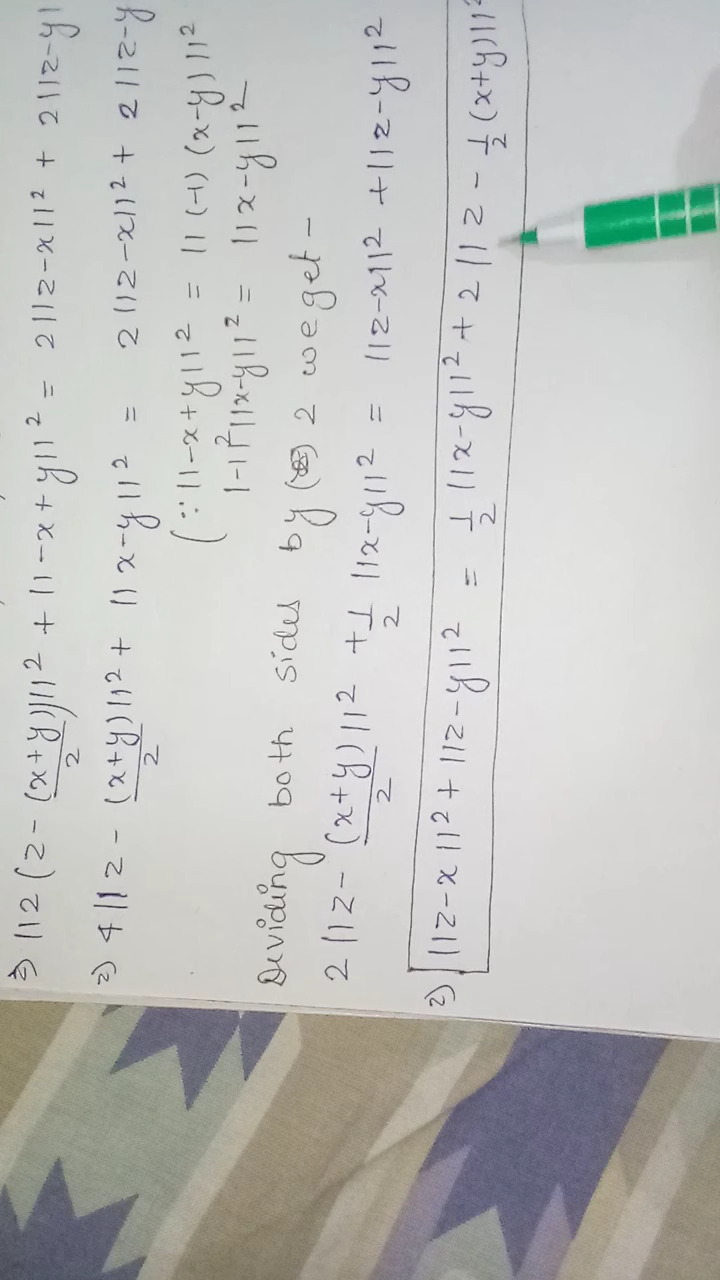 ⇒ ||2(z - (x+y)/2)||² + ||-x+y||² = 2||z-x||² + 2||z-y|
⇒ 4||z - (x+y)/2||² + ||x-y||² = 2||z-x||² + 2||z-y
(∵ ||-x+y||² = ||(-1)(x-y)||²
|-1|²||x-y||² = ||x-y||²
Dividing both sides by 2 we get -
2||z - (x+y)/2||² + 1/2 ||x-y||² = ||z-x||² + ||z-y||²
⇒ ||z-x||² + ||z-y||² = 1/2 ||x-y||² + 2||z - 1/2 (x+y)||²